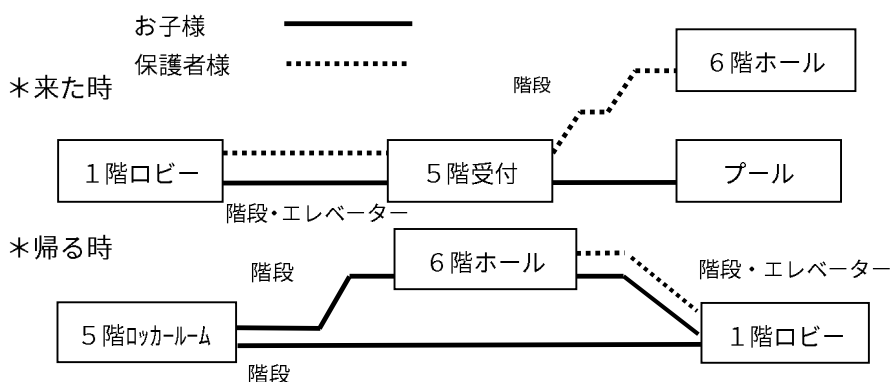 お子様
保護者様
＊来た時
階段
６階ホール
１階ロビー
５階受付
プール
階段・エレベーター
＊帰る時
階段
６階ホール
階段・エレベーター
５階ロッカールーム
１階ロビー
階段